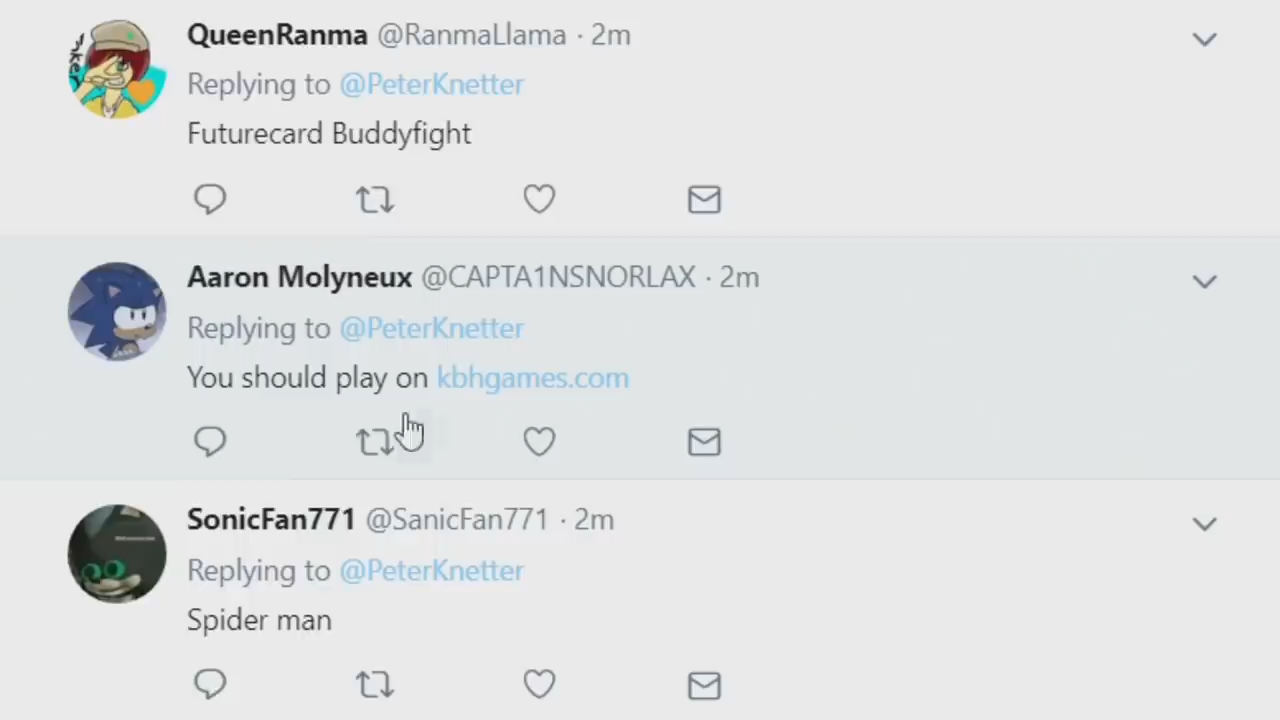 QueenRanma @RanmaLlama · 2m
Replying to @PeterKnetter
Futurecard Buddyfight
Aaron Molyneux @CAPTA1NSNORLAX · 2m
Replying to @PeterKnetter
You should play on kbhgames.com
SonicFan771 @SanicFan771 · 2m
Replying to @PeterKnetter
Spider man